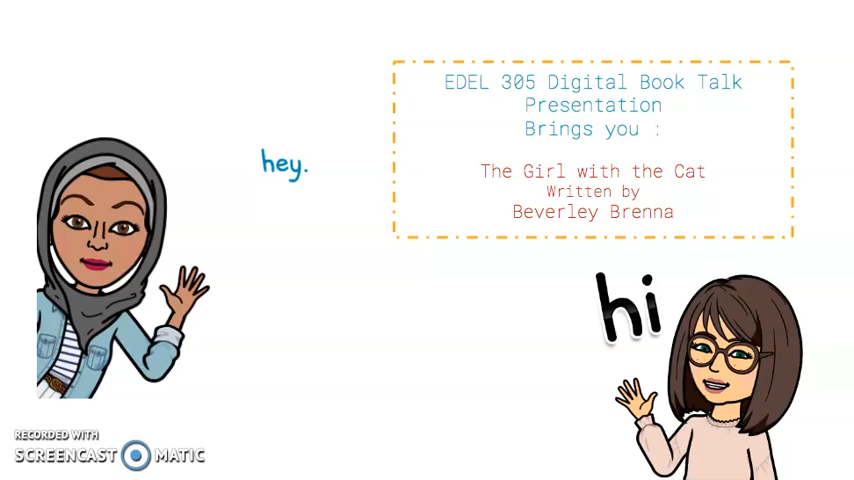 EDEL 305 Digital Book Talk
Presentation
Brings you :
The Girl with the Cat
Written by
Beverley Brenna
hey.
hi
RECORDED WITH
SCREENCAST MATIC